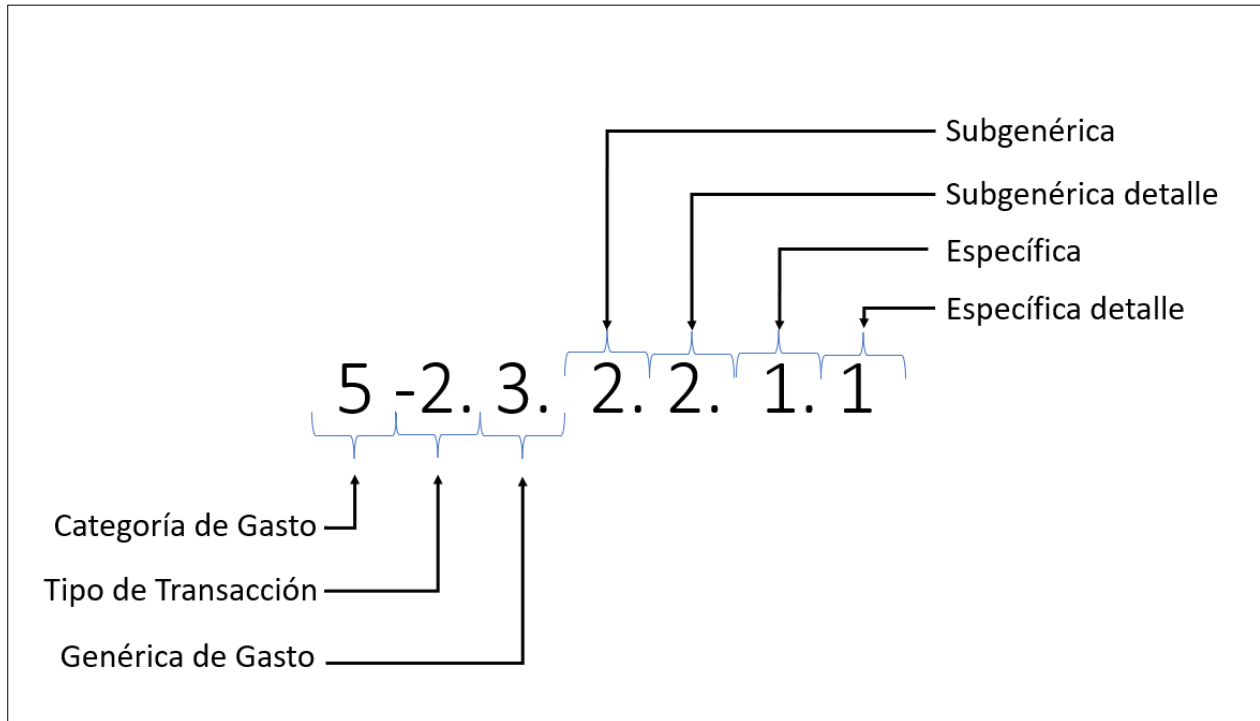 Subgenérica
Subgenérica detalle
Específica
Específica detalle
5 -2. 3. 2. 2. 1. 1
Categoría de Gasto
Tipo de Transacción
Genérica de Gasto